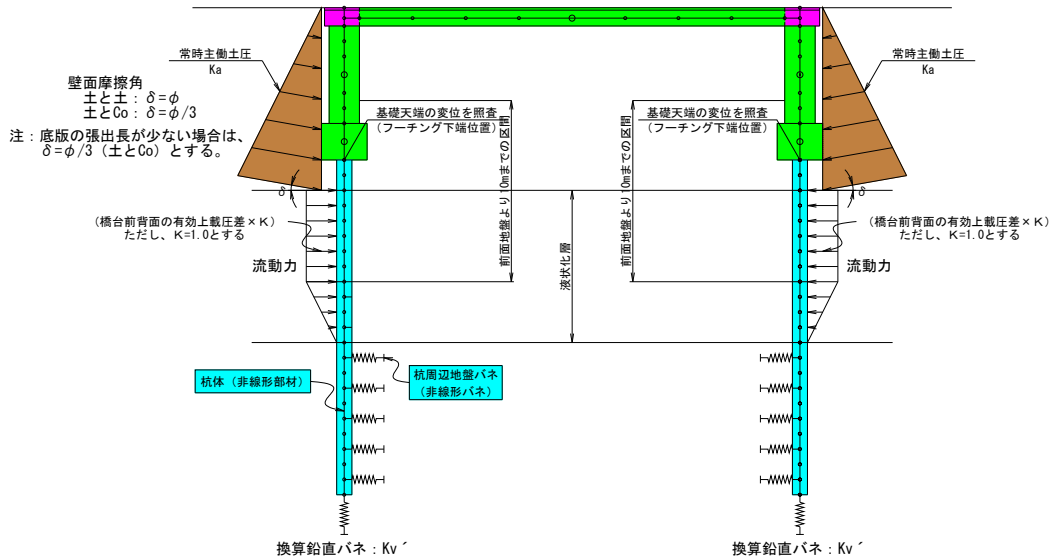 常時主働土圧
Ka
壁面摩擦角
土と土：δ=φ
土とCo：δ=φ/3
注：底版の張出長が少ない場合は、
δ=φ/3（土とCo）とする。
基礎天端の変位を照査
(フーチング下端位置)
前面地盤より10mまでの区間
δ
(橋台前背面の有効上載圧差×K)
ただし、K=1.0とする
流動力
液状化層
杭体（非線形部材）
杭周辺地盤バネ
(非線形バネ)
換算鉛直バネ：Kv´
常時主働土圧
Ka
基礎天端の変位を照査
(フーチング下端位置)
前面地盤より10mまでの区間
δ
(橋台前背面の有効上載圧差×K)
ただし、K=1.0とする
流動力
換算鉛直バネ：Kv´